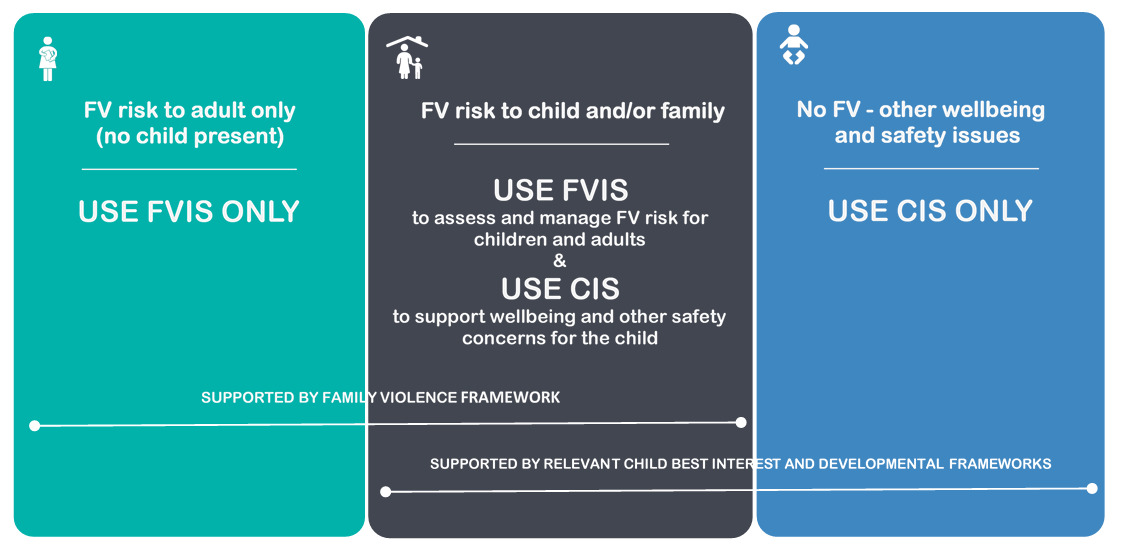 FV risk to adult only
(no child present)
USE FVIS ONLY
FV risk to child and/or family
USE FVIS
to assess and manage FV risk for
children and adults
&
USE CIS
to support wellbeing and other safety
concerns for the child
No FV - other wellbeing
and safety issues
USE CIS ONLY
SUPPORTED BY FAMILY VIOLENCE FRAMEWORK
SUPPORTED BY RELEVANT CHILD BEST INTEREST AND DEVELOPMENTAL FRAMEWORKS